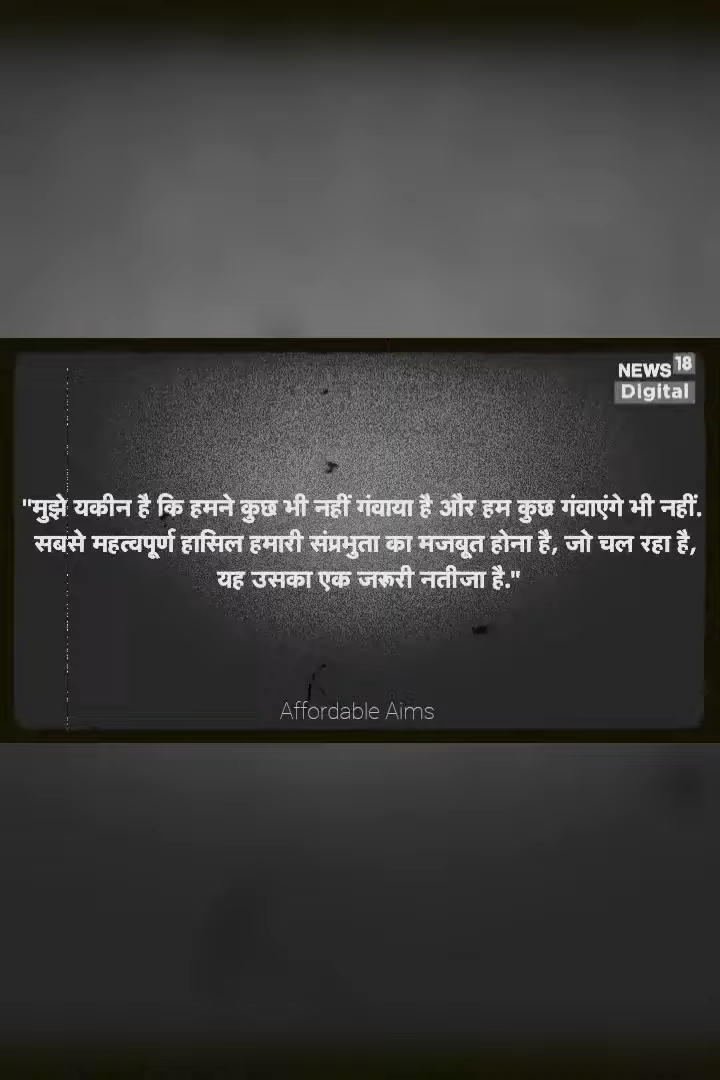 NEWS 18
Digital
"मुझे यकीन है कि हमने कुछ भी नहीं गंवाया है और हम कुछ गंवाएंगे भी नहीं.
सबसे महत्वपूर्ण हासिल हमारी संप्रभुता का मजबूत होना है, जो चल रहा है,
यह उसका एक जरूरी नतीजा है."
Affordable Aims